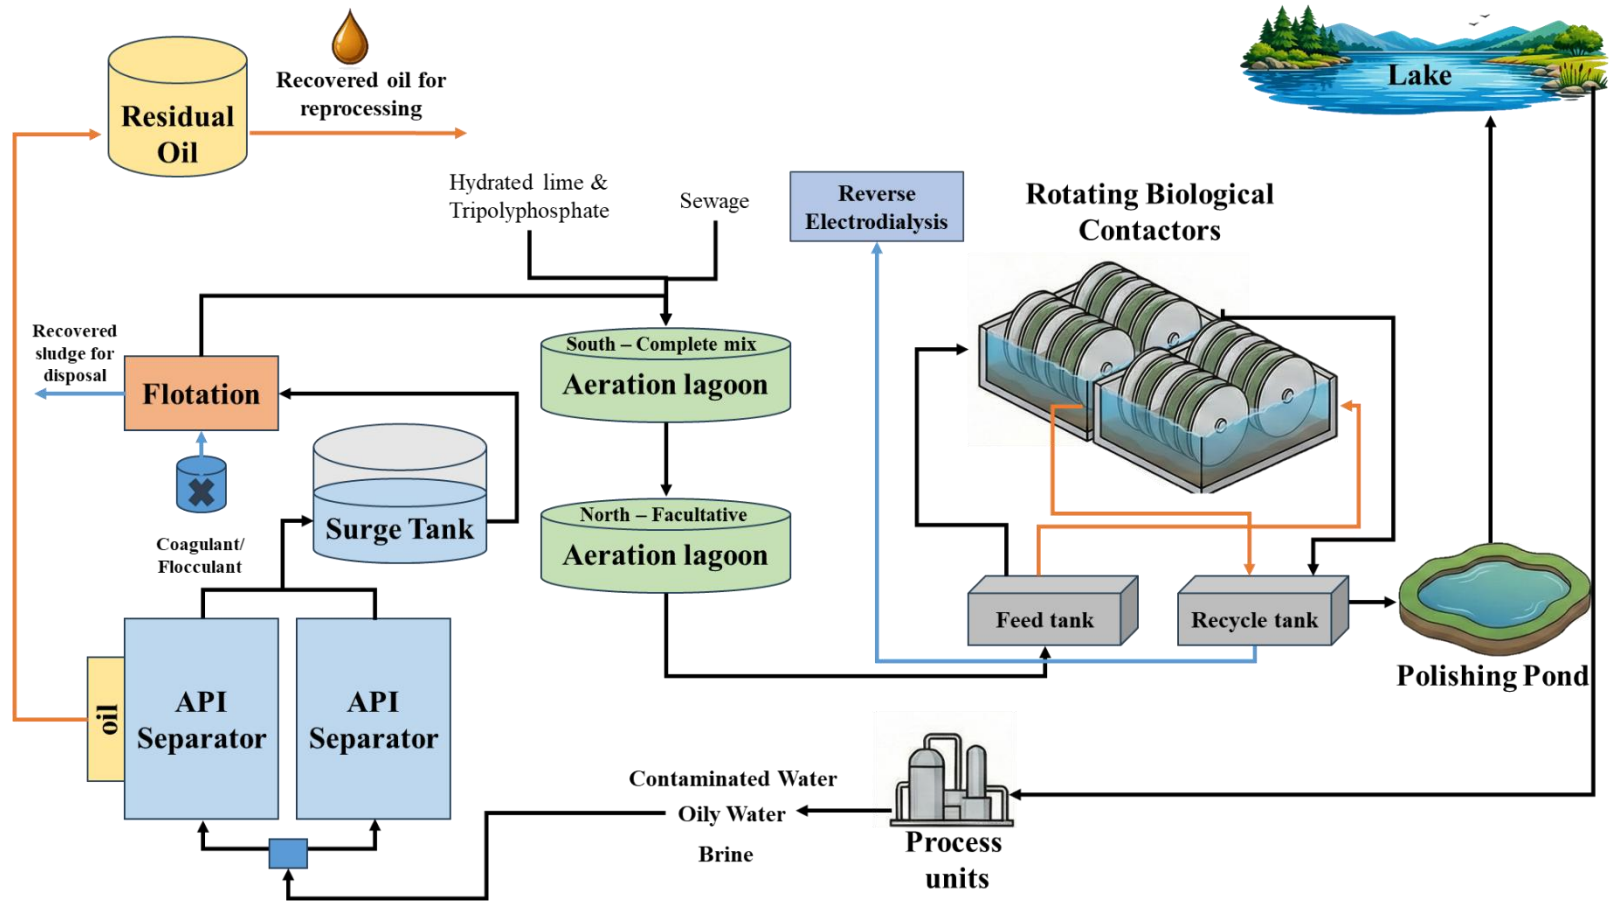 Residual
Oil
Recovered oil for
reprocessing
Lake
Hydrated lime &
Tripolyphosphate
Sewage
Reverse
Electrodialysis
Rotating Biological
Contactors
Recovered
sludge for
disposal
Flotation
South – Complete mix
Aeration lagoon
Surge Tank
North – Facultative
Aeration lagoon
Coagulant/
Flocculant
Feed tank
Recycle tank
Polishing Pond
oil
API
Separator
API
Separator
Contaminated Water
Oily Water
Brine
Process
units